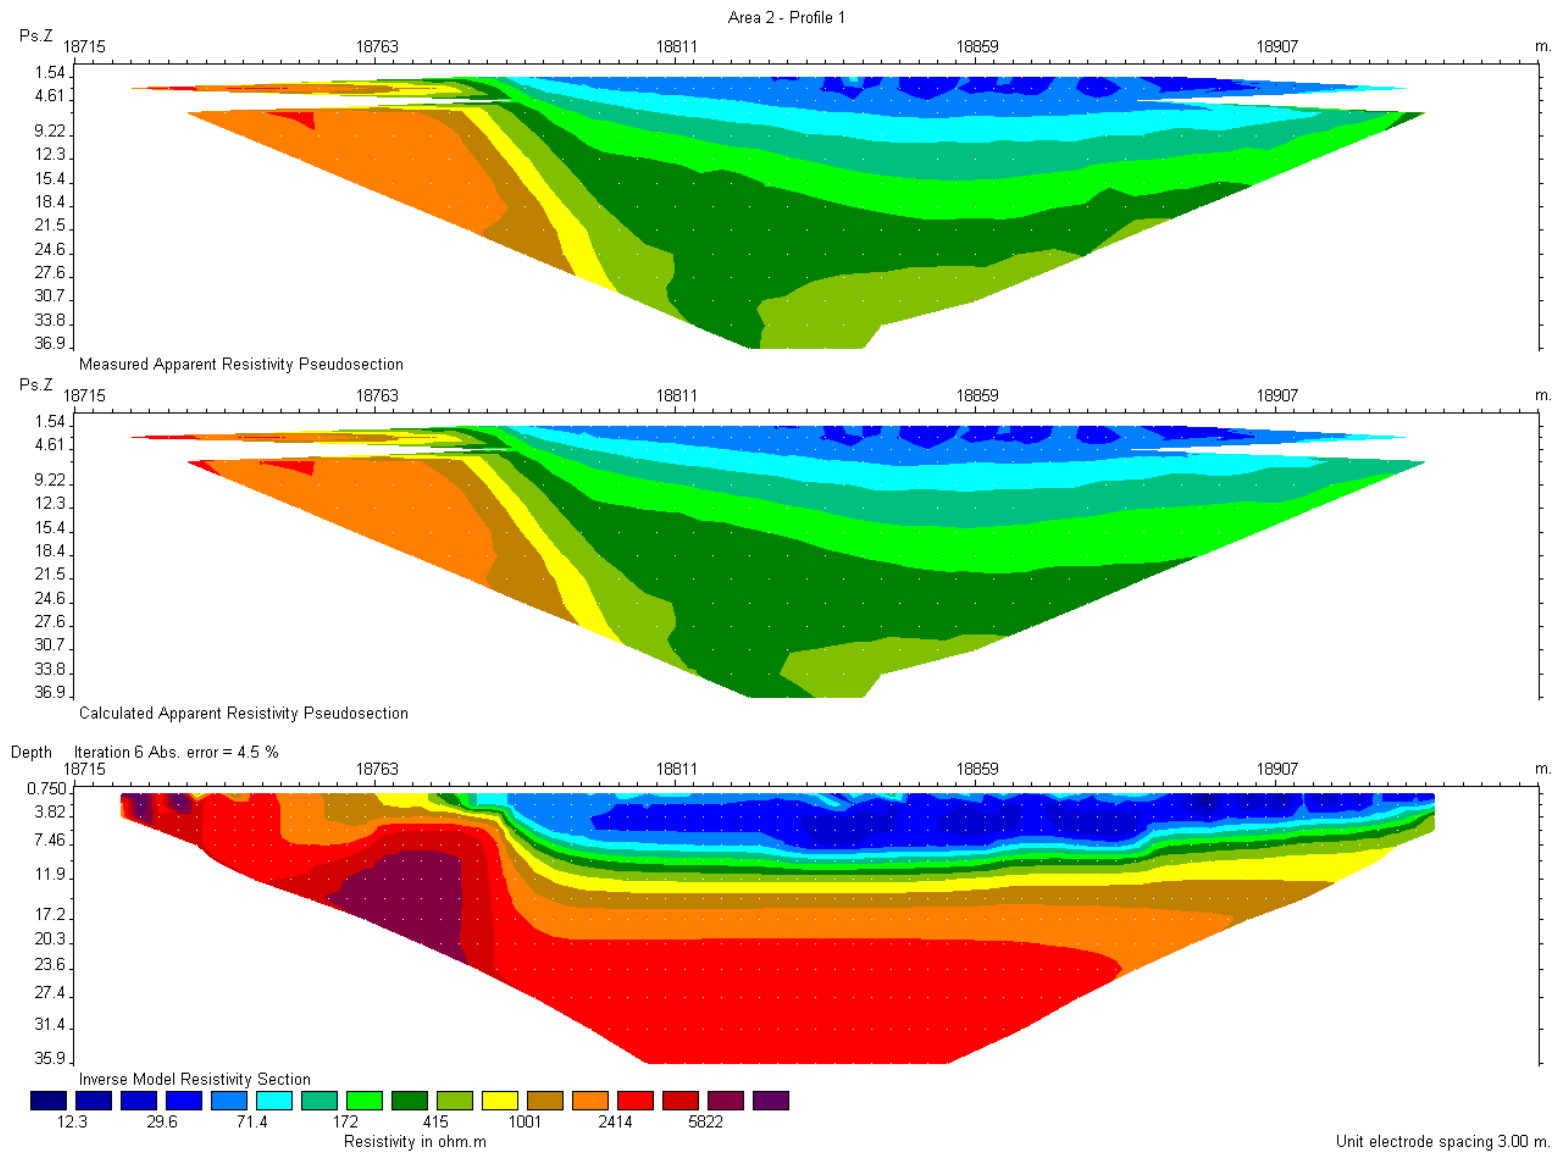 Area 2 - Profile 1
Ps.Z
18715 18763 18811 18859 18907 m.
1.54
4.61
9.22
12.3
15.4
18.4
21.5
24.6
27.6
30.7
33.8
36.9
Measured Apparent Resistivity Pseudosection
Ps.Z
18715 18763 18811 18859 18907 m.
1.54
4.61
9.22
12.3
15.4
18.4
21.5
24.6
27.6
30.7
33.8
36.9
Calculated Apparent Resistivity Pseudosection
Depth Iteration 6 Abs. error = 4.5 %
18715 18763 18811 18859 18907 m.
0.750
3.82
7.46
11.9
17.2
20.3
23.6
27.4
31.4
35.9
Inverse Model Resistivity Section
12.3 29.6 71.4 172 415 1001 2414 5822
Resistivity in ohm.m
Unit electrode spacing 3.00 m.